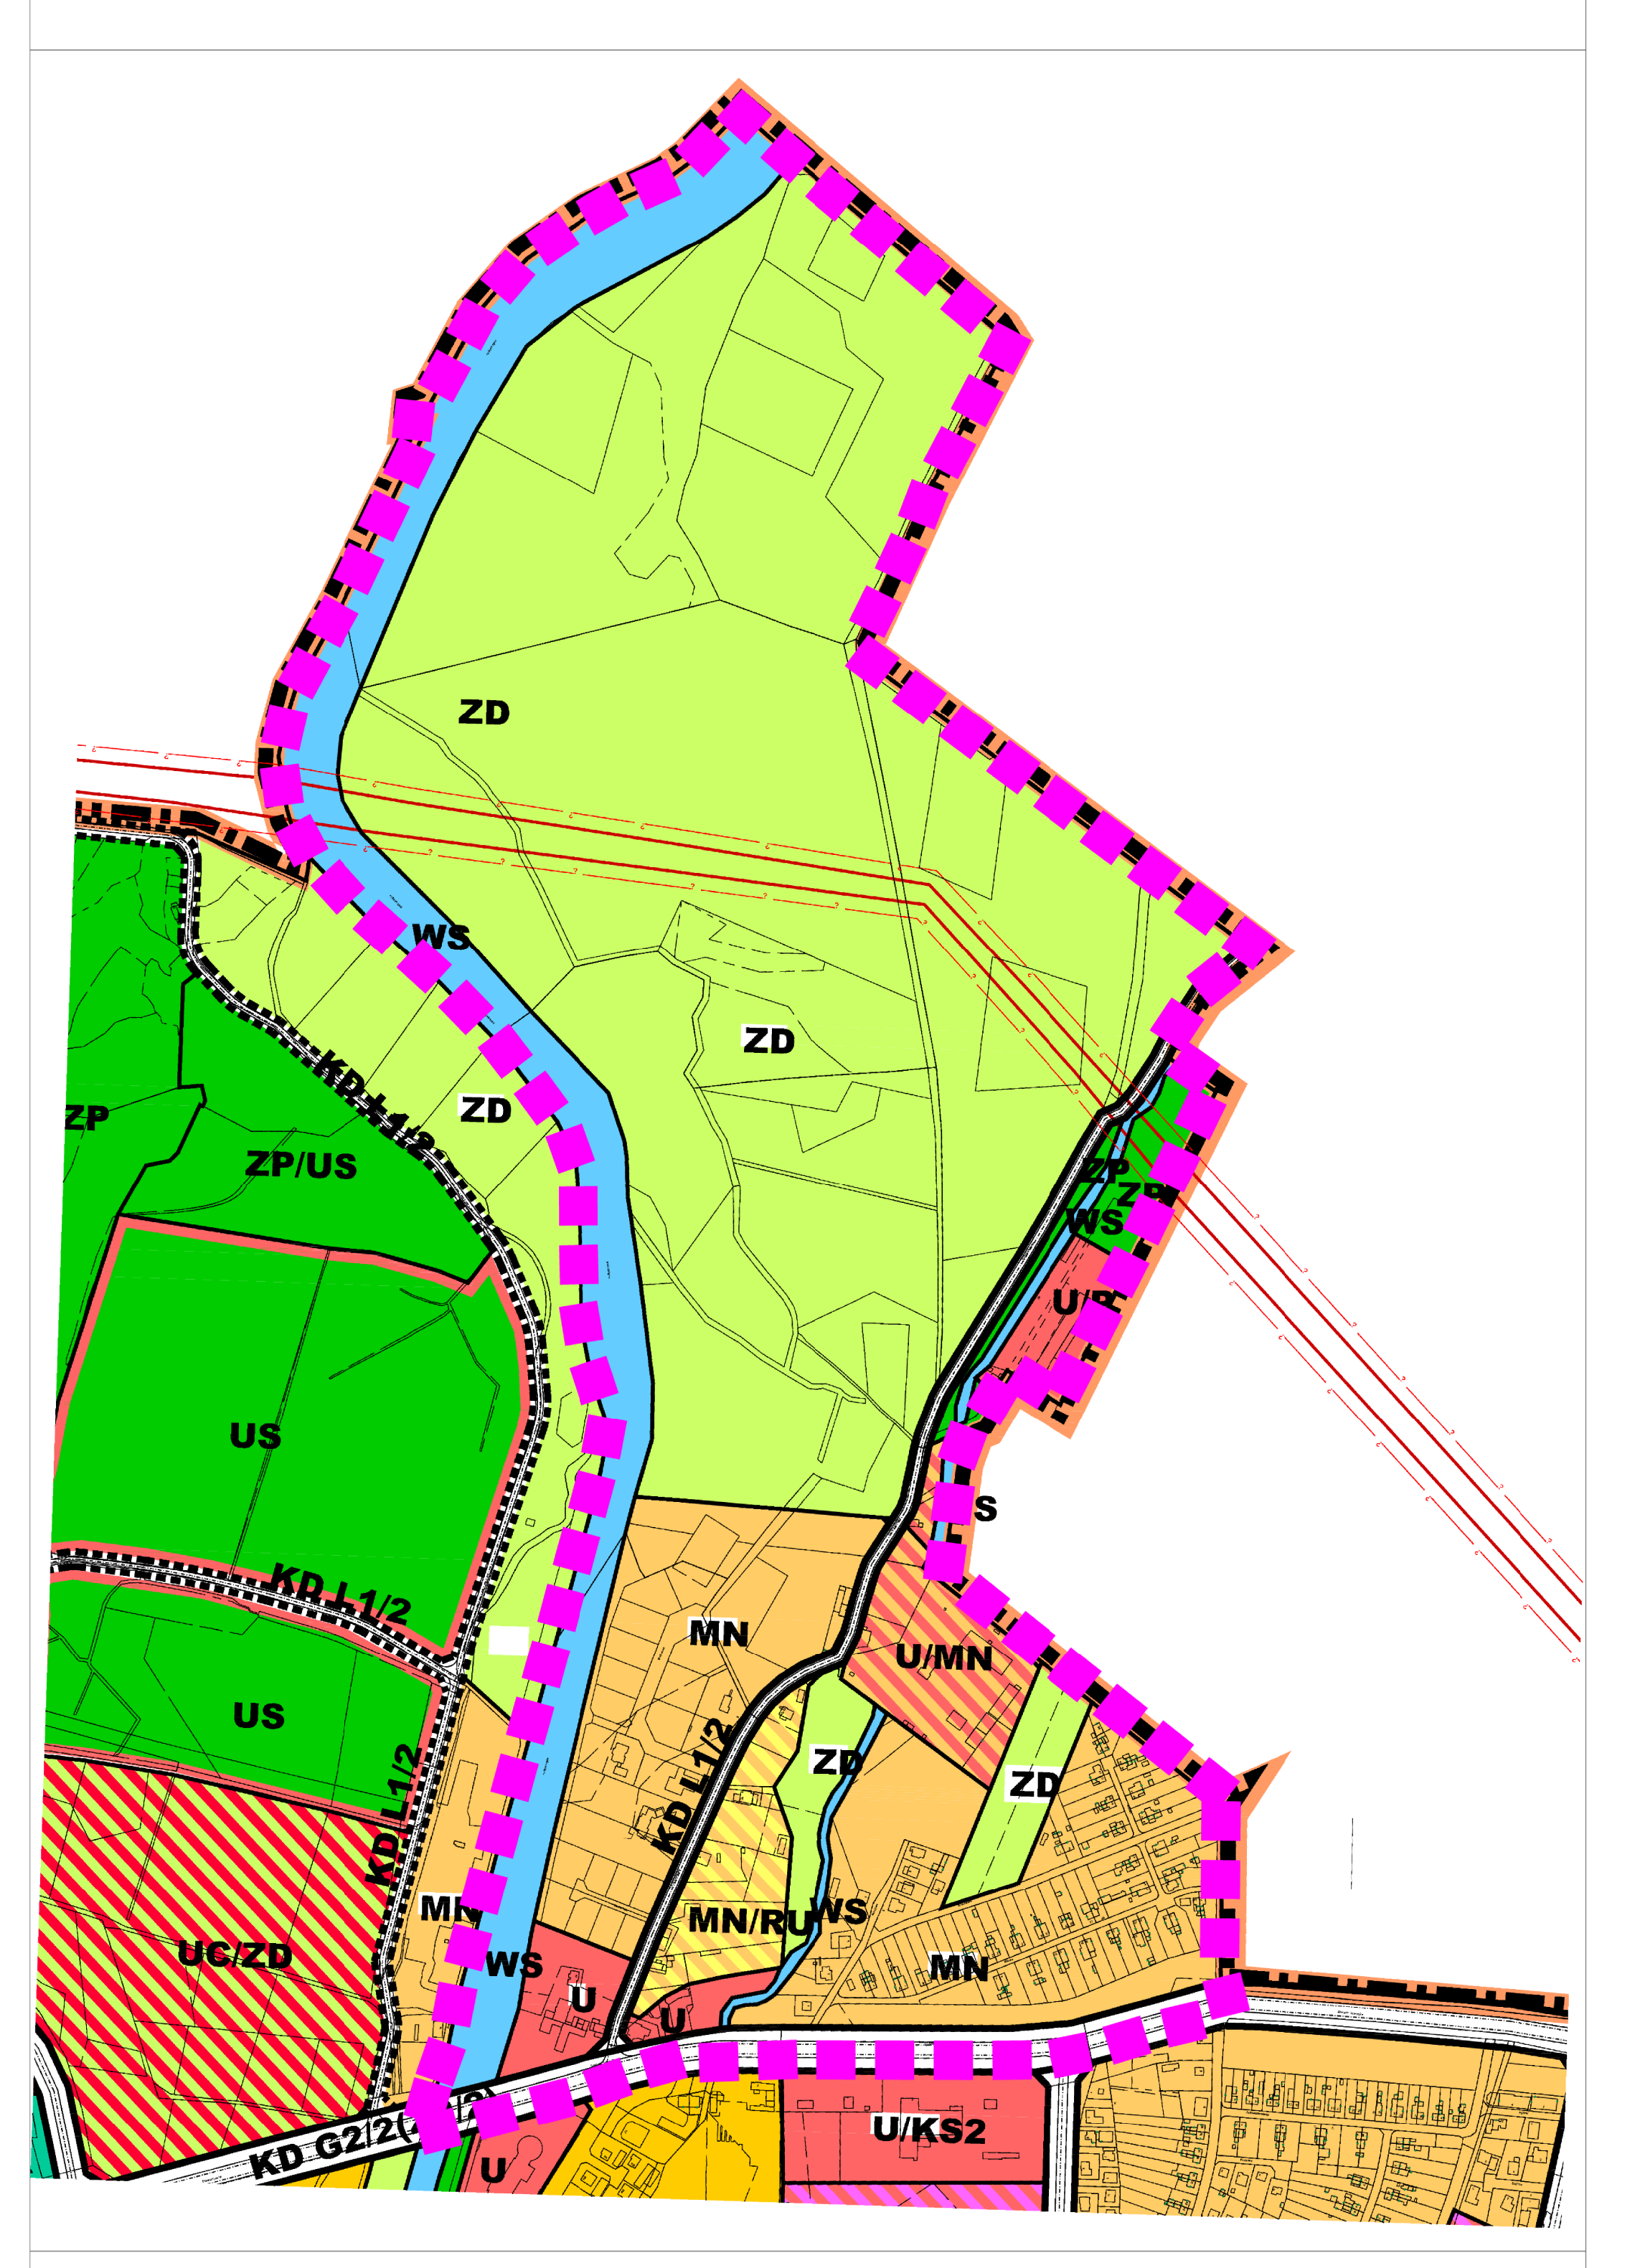 ZD
WS
ZD
KD L1/2
ZD
ZP
ZP/US
ZP
ZP
WS
U/P
US
S
KD L1/2
MN
U/MN
US
KD L1/2
KD L1/2
ZD
ZD
MN
MN/RU
WS
UC/ZD
WS
MN
U
U
KD G2/2(
U/KS2
U